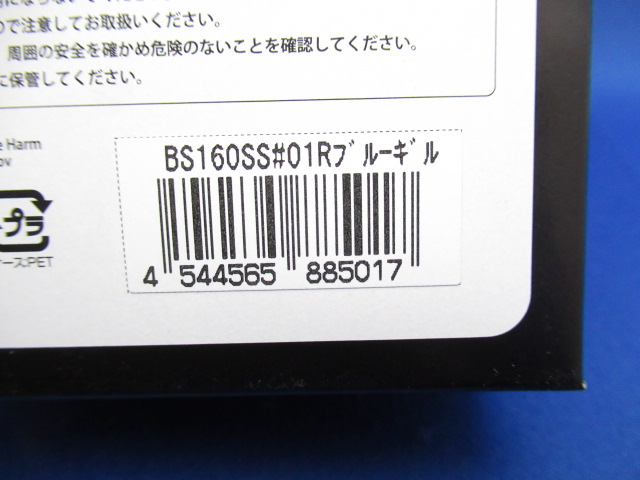 ので注意してお取扱いください。
周囲の安全を確かめ危険のないことを確認してください。
に保管してください。
Harm
BS160SS#01Rﾌﾞﾙｰｷﾞﾙ
プラ
ース:PET
4 544565 885017